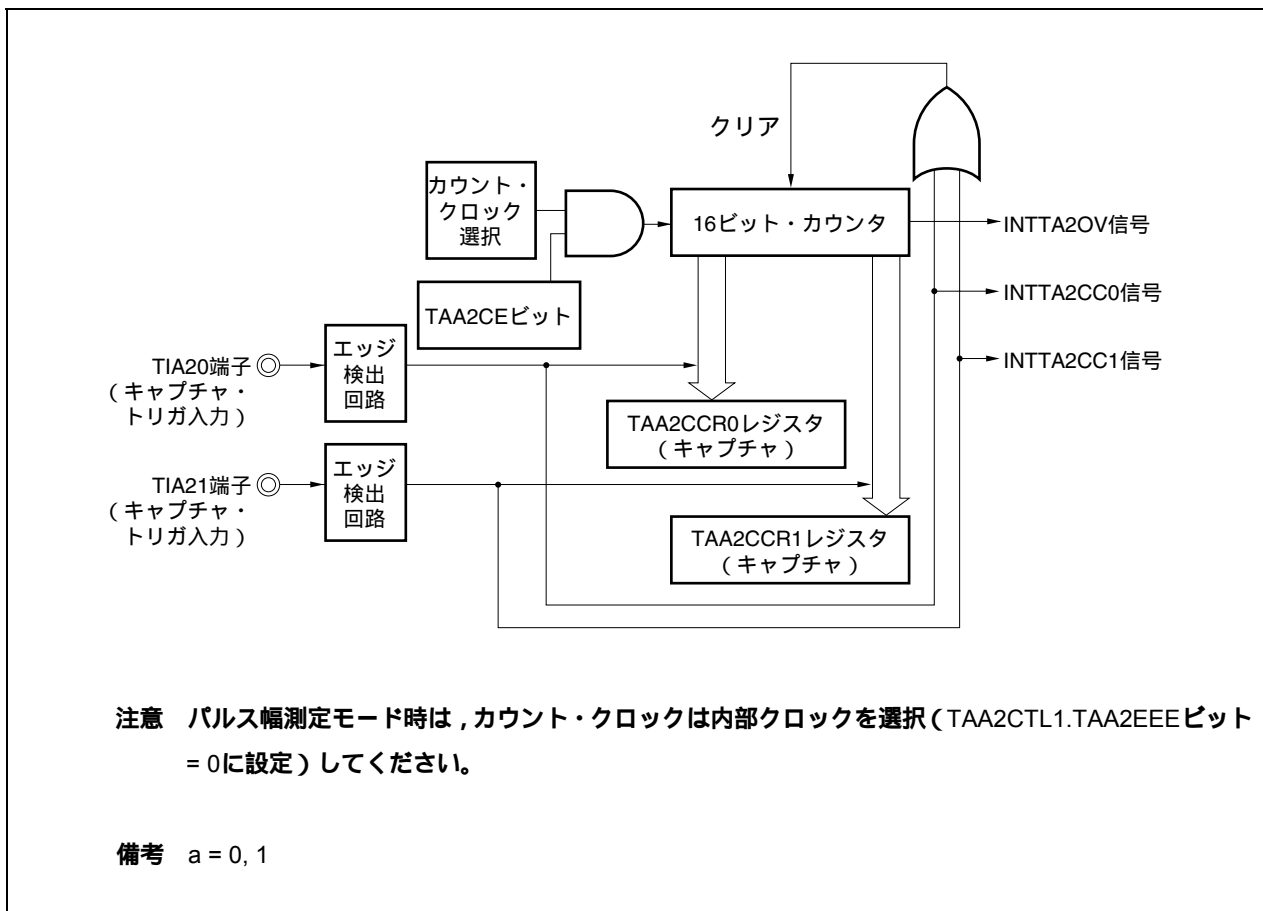 クリア
カウント・
クロック
選択
16ビット・カウンタ
INTTA2OV信号
INTTA2CC0信号
INTTA2CC1信号
TAA2CEビット
TIA20端子
(キャプチャ・
トリガ入力)
エッジ
検出
回路
TAA2CCR0レジスタ
(キャプチャ)
TIA21端子
(キャプチャ・
トリガ入力)
エッジ
検出
回路
TAA2CCR1レジスタ
(キャプチャ)
注意 パルス幅測定モード時は,カウント・クロックは内部クロックを選択(TAA2CTL1.TAA2EEEビット
= 0に設定)してください。
備考 a = 0, 1